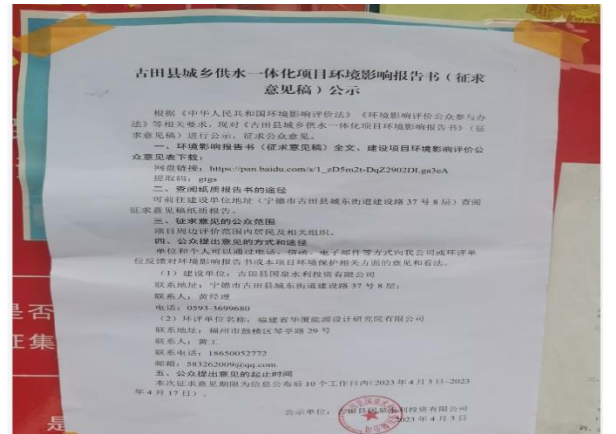 古田县城乡供水一体化项目环境影响报告书（征求
意见稿）公示
根据《中华人民共和国环境影响评价法》《环境影响评价公众参与办
法》等相关要求，现对《古田县城乡供水一体化项目环境影响报告书》（征
求意见稿）进行公示，征求公众意见。
一、环境影响报告书（征求意见稿）全文、建设项目环境影响评价公
众意见表下载：
网盘链接：https://pan.baidu.com/s/1_zD5m2t-DqZ2902DLga3eA
提取码：gtgs
二、查阅纸质报告书的途径
可前往建设单位地址（宁德市古田县城东街道建设路 37 号 8 层）查阅
征求意见稿纸质报告。
三、征求意见的公众范围
项目周边评价范围内居民及相关组织。
四、公众提出意见的方式和途径
单位和个人可以通过电话、信函、电子邮件等方式向我公司或环评单
位反馈对环境影响报告书或本项目环境保护相关方面的意见和看法。
（1）建设单位：古田县国泉水利投资有限公司
联系地址：宁德市古田县城东街道建设路 37 号 8 层；
联系人：黄经理
电话：0593-3699680
（2）环评单位名称：福建省华厦能源设计研究院有限公司
联系地址：福州市鼓楼区琴亭路 29 号
联系人：黄工
联系电话：18650052772
邮箱：583262009@qq.com
五、公众提出意见的起止时间
本次征求意见期限为信息公布后 10 个工作日内(2023 年 4 月 3 日-2023
年 4 月 17 日）。
公示单位：古田县国泉水利投资有限公司
2023 年 4 月 3 日
是否
征集
是